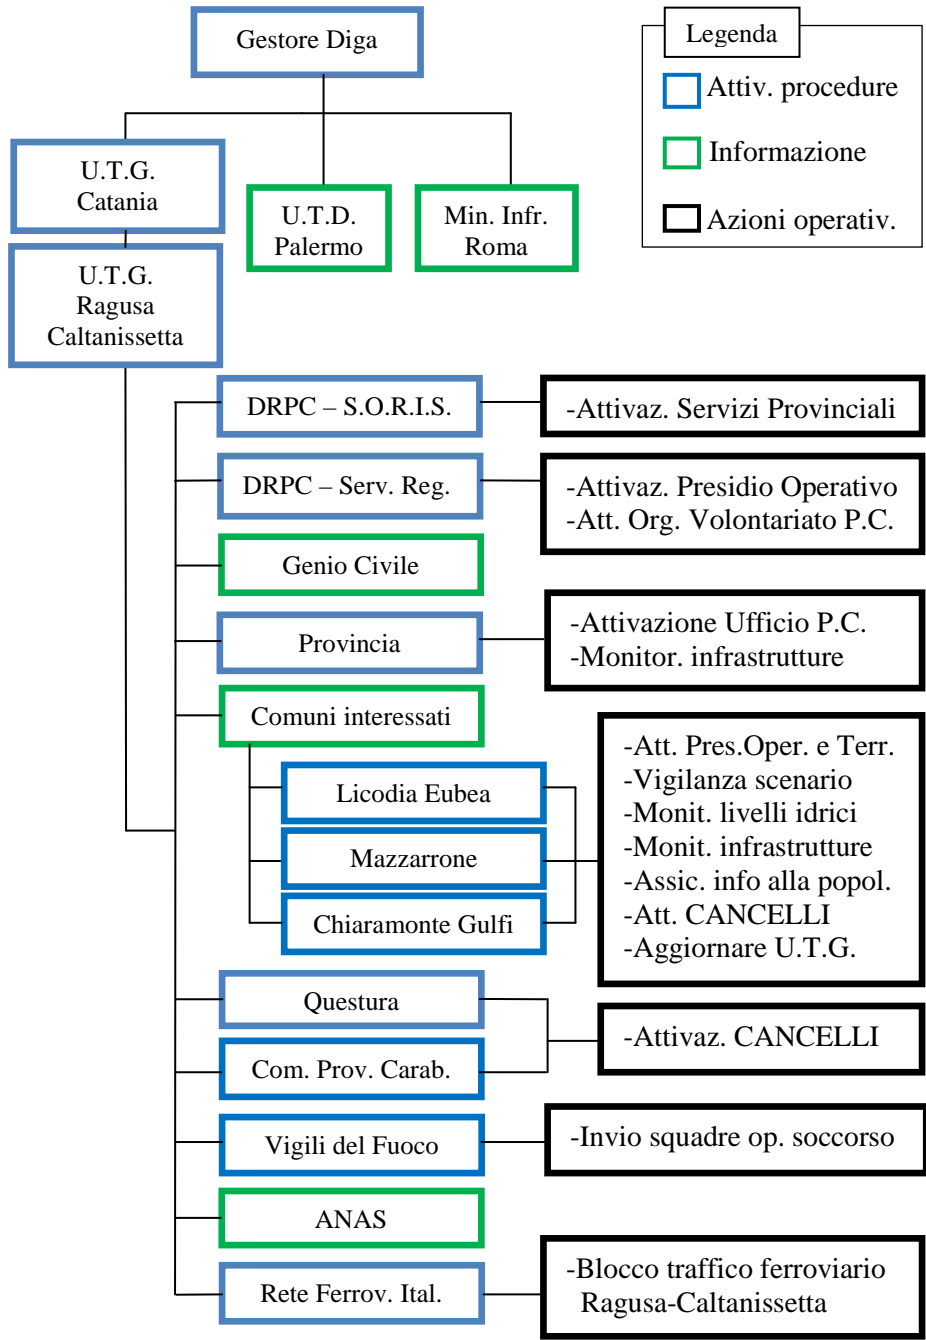 Gestore Diga
Legenda
Attiv. procedure
Informazione
Azioni operativ.
U.T.G.
Catania
U.T.D.
Palermo
Min. Infr.
Roma
U.T.G.
Ragusa
Caltanissetta
DRPC – S.O.R.I.S.
-Attivaz. Servizi Provinciali
DRPC – Serv. Reg.
-Attivaz. Presidio Operativo
-Att. Org. Volontariato P.C.
Genio Civile
Provincia
-Attivazione Ufficio P.C.
-Monitor. infrastrutture
Comuni interessati
Licodia Eubea
Mazzarrone
Chiaramonte Gulfi
-Att. Pres.Oper. e Terr.
-Vigilanza scenario
-Monit. livelli idrici
-Monit. infrastrutture
-Assic. info alla popol.
-Att. CANCELLI
-Aggiornare U.T.G.
Questura
Com. Prov. Carab.
-Attivaz. CANCELLI
Vigili del Fuoco
-Invio squadre op. soccorso
ANAS
Rete Ferrov. Ital.
-Blocco traffico ferroviario
Ragusa-Caltanissetta